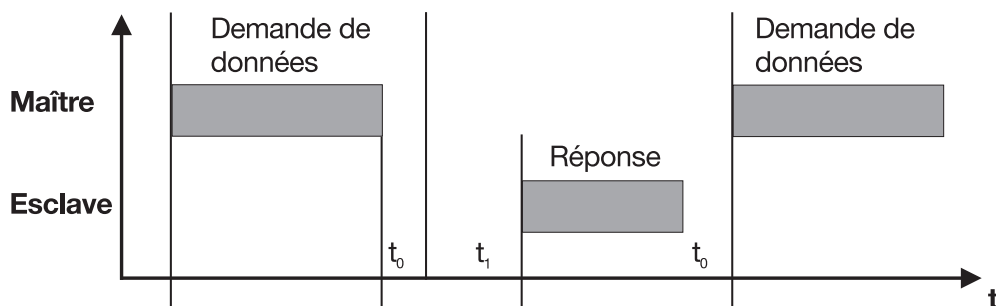 Demande de
données
Demande de
données
Maître
Réponse
Esclave
t₀
t₁
t₀
t